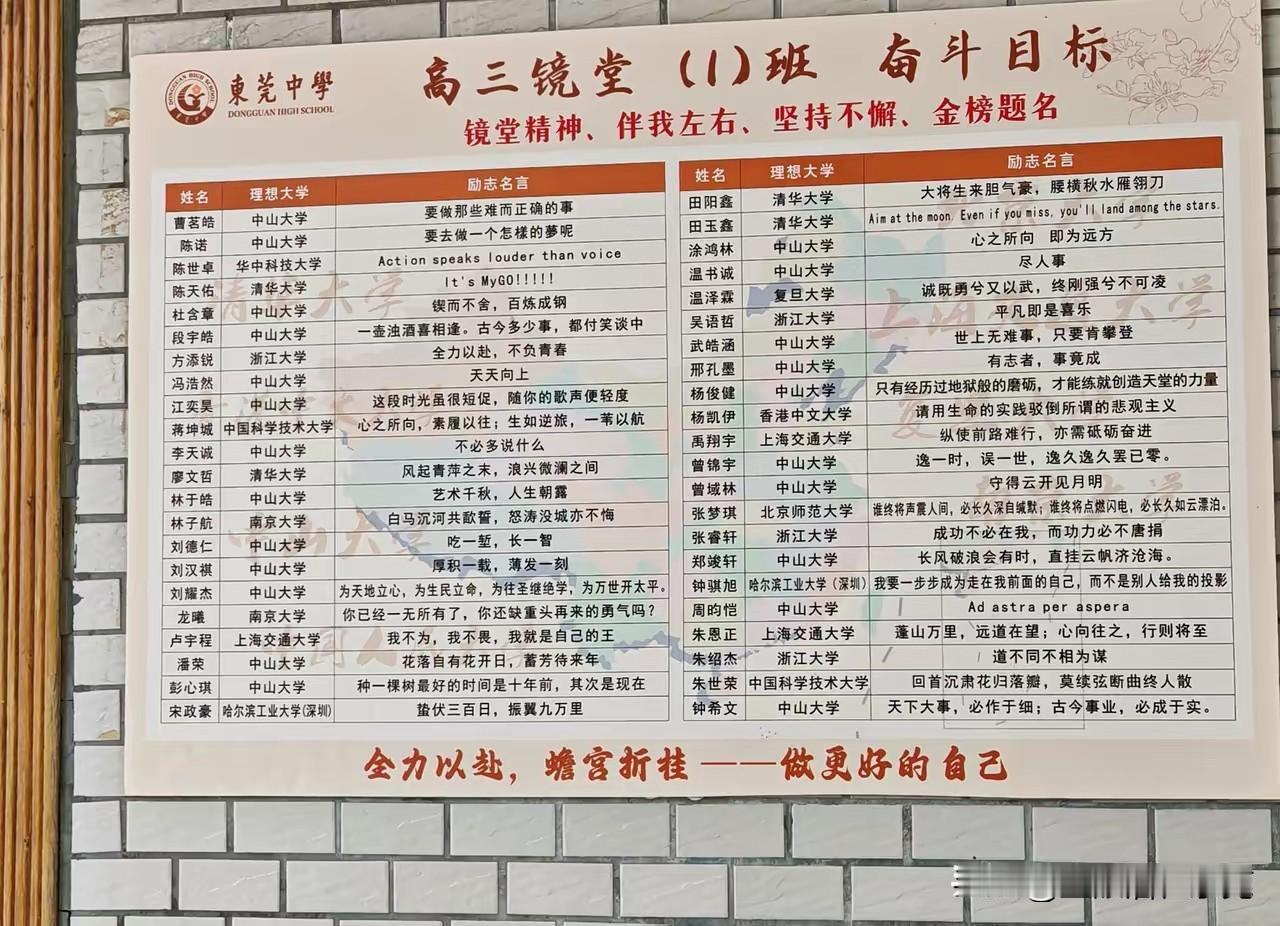 東莞中學
DONGGUAN HIGH SCHOOL
高三镜堂 (1)班 奋斗目标
镜堂精神、伴我左右、坚持不懈、金榜题名
姓名 理想大学 励志名言
曹茗皓 中山大学 要做那些难而正确的事
陈诺 中山大学 要去做一个怎樣的夢呢
陈世卓 华中科技大学 Action speaks louder than voice
陈天佑 清华大学 It's MyGO!!!!!
杜含章 中山大学 锲而不舍，百炼成钢
段宇皓 中山大学 一壶浊酒喜相逢。古今多少事，都付笑谈中
方添锐 浙江大学 全力以赴，不负青春
冯浩然 中山大学 天天向上
江奕昊 中山大学 这段时光虽很短促，随你的歌声便轻度
蒋坤城 中国科学技术大学 心之所向，素履以往；生如逆旅，一苇以航
李天诚 中山大学 不必多说什么
廖文哲 清华大学 风起青萍之末，浪兴微澜之间
林于皓 中山大学 艺术千秋，人生朝露
林子航 南京大学 白马沉河共歃誓，怒涛没城亦不悔
刘德仁 中山大学 吃一堑，长一智
刘汉祺 中山大学 厚积一载，薄发一刻
刘耀杰 中山大学 为天地立心，为生民立命，为往圣继绝学，为万世开太平。
龙曦 南京大学 你已经一无所有了，你还缺重头再来的勇气吗？
卢宇程 上海交通大学 我不为，我不畏，我就是自己的王
潘荣 中山大学 花落自有花开日，蓄芳待来年
彭心琪 中山大学 种一棵树最好的时间是十年前，其次是现在
宋政豪 哈尔滨工业大学(深圳) 蛰伏三百日，振翼九万里
姓名 理想大学 励志名言
田阳鑫 清华大学 大将生来胆气豪，腰横秋水雁翎刀
田玉鑫 清华大学 Aim at the moon. Even if you miss, you'll land among the stars.
涂鸿林 中山大学 心之所向 即为远方
温书诚 中山大学 尽人事
温泽霖 复旦大学 诚既勇兮又以武，终刚强兮不可凌
吴语哲 浙江大学 平凡即是喜乐
武皓涵 中山大学 世上无难事，只要肯攀登
邢孔墨 中山大学 有志者，事竟成
杨俊健 中山大学 只有经历过地狱般的磨砺，才能练就创造天堂的力量
杨凯伊 香港中文大学 请用生命的实践驳倒所谓的悲观主义
禹翔宇 上海交通大学 纵使前路难行，亦需砥砺奋进
曾锦宇 中山大学 逸一时，误一世，逸久逸久罢已零。
曾域林 中山大学 守得云开见月明
张梦琪 北京师范大学 谁终将声震人间，必长久深自缄默；谁终将点燃闪电，必长久如云漂泊。
张睿轩 浙江大学 成功不必在我，而功力必不唐捐
郑竣轩 中山大学 长风破浪会有时，直挂云帆济沧海。
钟骐旭 哈尔滨工业大学（深圳） 我要一步步成为走在我前面的自己，而不是别人给我的投影
周昀恺 中山大学 Ad astra per aspera
朱恩正 上海交通大学 蓬山万里，远道在望；心向往之，行则将至
朱绍杰 浙江大学 道不同不相为谋
朱世荣 中国科学技术大学 回首沉肃花归落瓣，莫续弦断曲终人散
钟希文 中山大学 天下大事，必作于细；古今事业，必成于实。
全力以赴，蟾宫折桂——做更好的自己